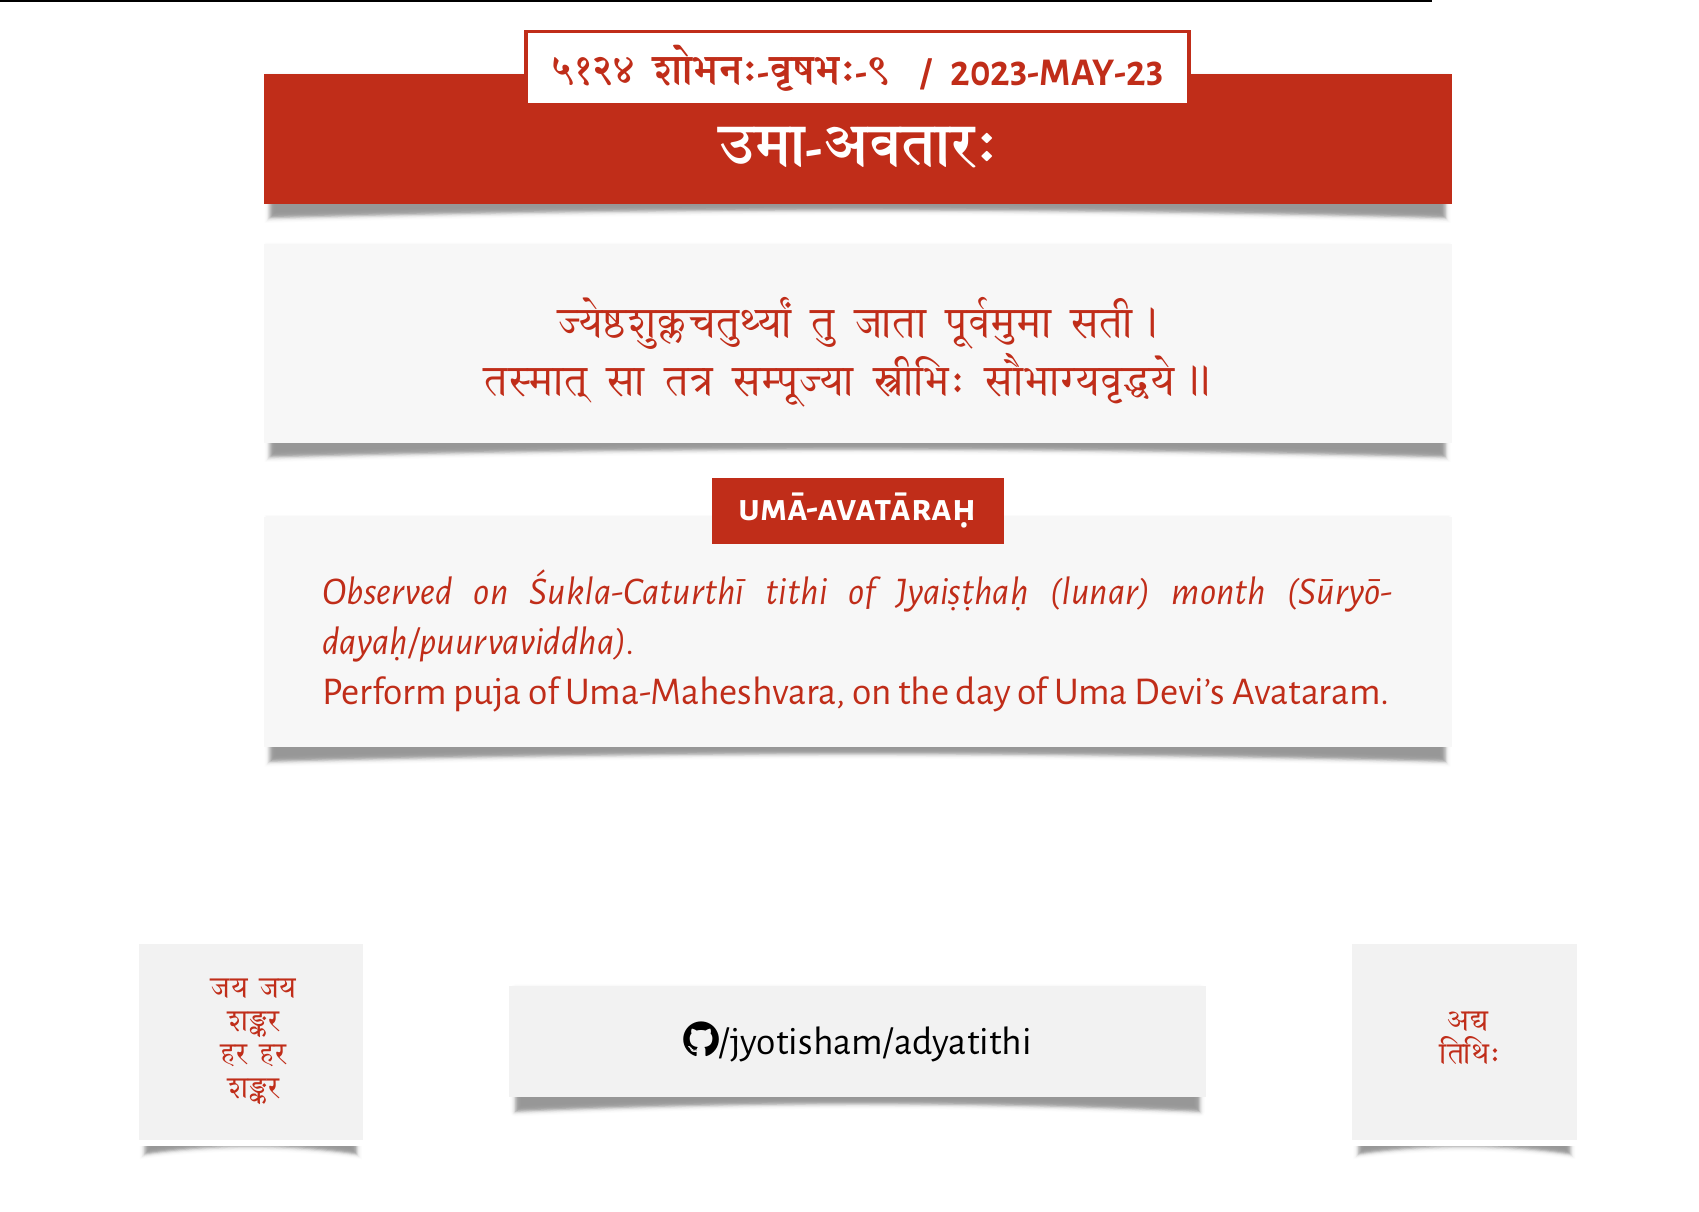 ५१२४ शोभनः-वृषभः-९ / 2023-MAY-23
उमा-अवतारः
ज्येष्ठशुक्लचतुर्थ्यां तु जाता पूर्वमुमा सती।
तस्मात् सा तत्र सम्पूज्या स्त्रीभिः सौभाग्यवृद्धये॥
UMĀ-AVATĀRAḤ
Observed on Śukla-Caturthī tithi of Jyaiṣṭhaḥ (lunar) month (Sūryō-
dayaḥ/puurvaviddha).
Perform puja of Uma-Maheshvara, on the day of Uma Devi’s Avataram.
जय जय
शङ्कर
हर हर
शङ्कर
/jyotisham/adyatithi
अद्य
तिथिः